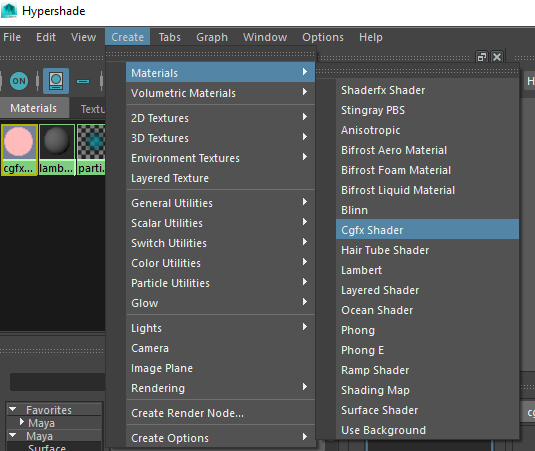 Hypershade
File Edit View Create Tabs Graph Window Options Help
ON
Materials
Textu
cgfx...
lamb...
parti...
Materials
Volumetric Materials
2D Textures
3D Textures
Environment Textures
Layered Texture
General Utilities
Scalar Utilities
Switch Utilities
Color Utilities
Particle Utilities
Glow
Lights
Camera
Image Plane
Rendering
Create Render Node...
Create Options
Shaderfx Shader
Stingray PBS
Anisotropic
Bifrost Aero Material
Bifrost Foam Material
Bifrost Liquid Material
Blinn
Cgfx Shader
Hair Tube Shader
Lambert
Layered Shader
Ocean Shader
Phong
Phong E
Ramp Shader
Shading Map
Surface Shader
Use Background
Favorites
Maya
Maya
Surface
H
cg